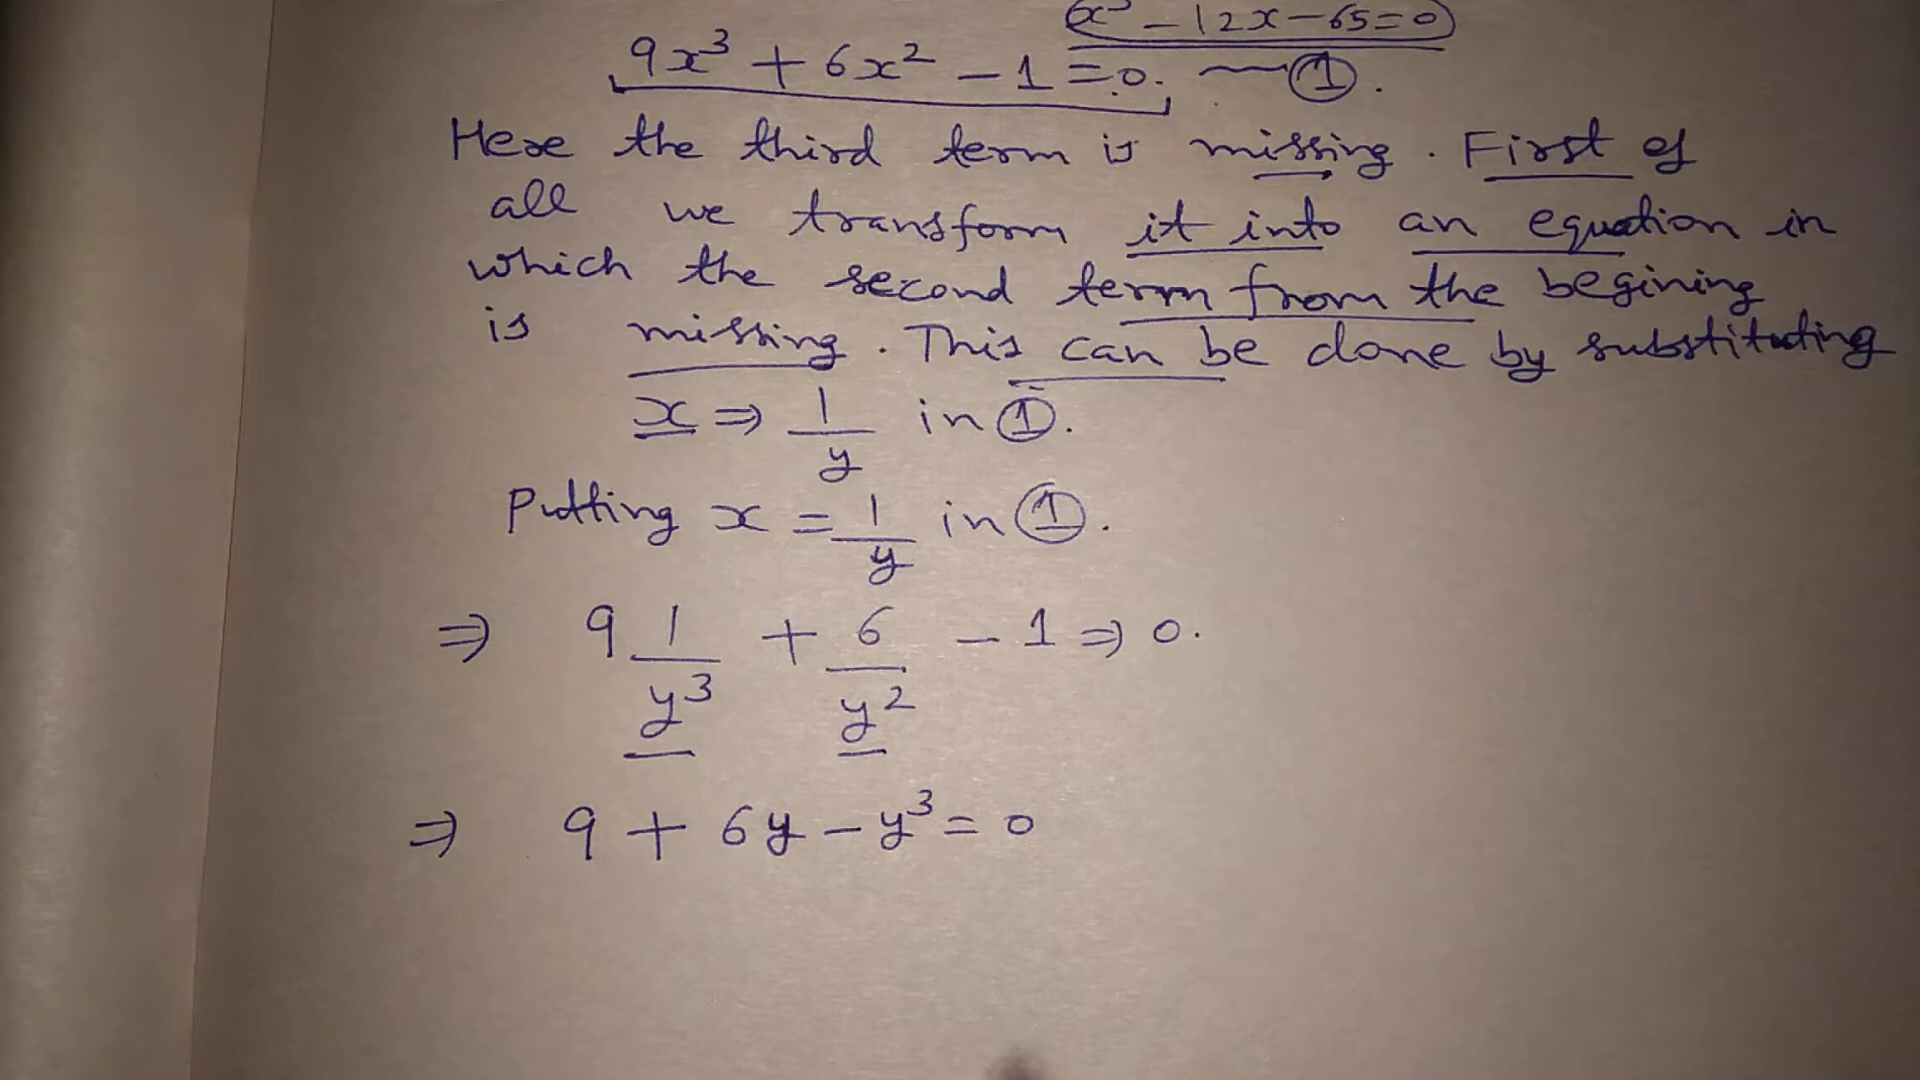 x³ - 12x - 65 = 0
9x³ + 6x² - 1 = 0. — ①.
Here the third term is missing. First of
all we transform it into an equation in
which the second term from the begining
is missing. This can be done by substituting
x ⇒ 1/y in ①.
Putting x = 1/y in ①.
⇒ 9 1/y³ + 6/y² - 1 ⇒ 0.
⇒ 9 + 6y - y³ = 0